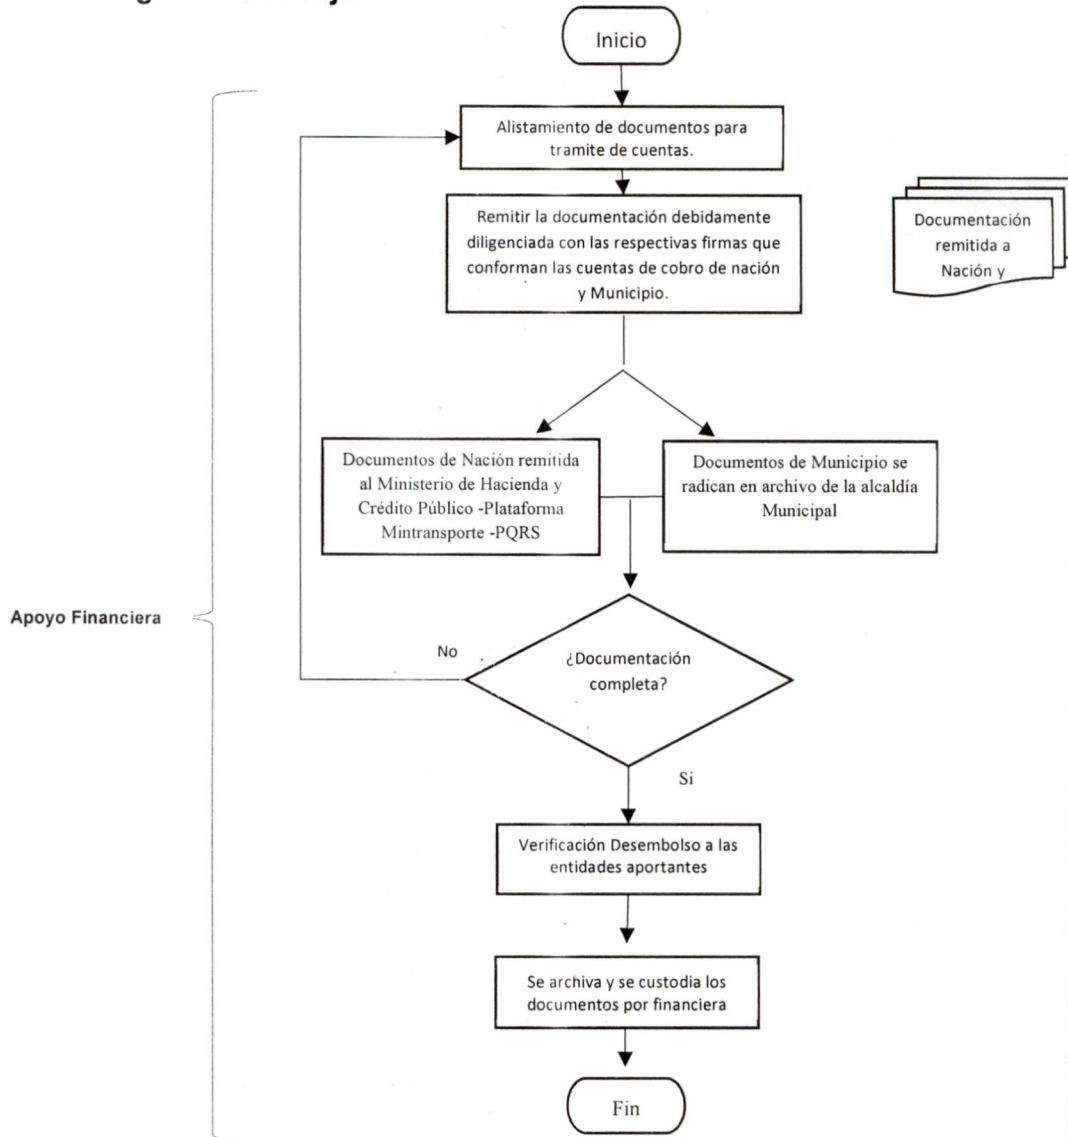 Inicio
Alistamiento de documentos para
tramite de cuentas.
Remitir la documentación debidamente
diligenciada con las respectivas firmas que
conforman las cuentas de cobro de nación
y Municipio.
Documentación
remitida a
Nación y
Documentos de Nación remitida
al Ministerio de Hacienda y
Crédito Público -Plataforma
Mintransporte -PQRS
Documentos de Municipio se
radican en archivo de la alcaldía
Municipal
Apoyo Financiera
No
¿Documentación
completa?
Si
Verificación Desembolso a las
entidades aportantes
Se archiva y se custodia los
documentos por financiera
Fin